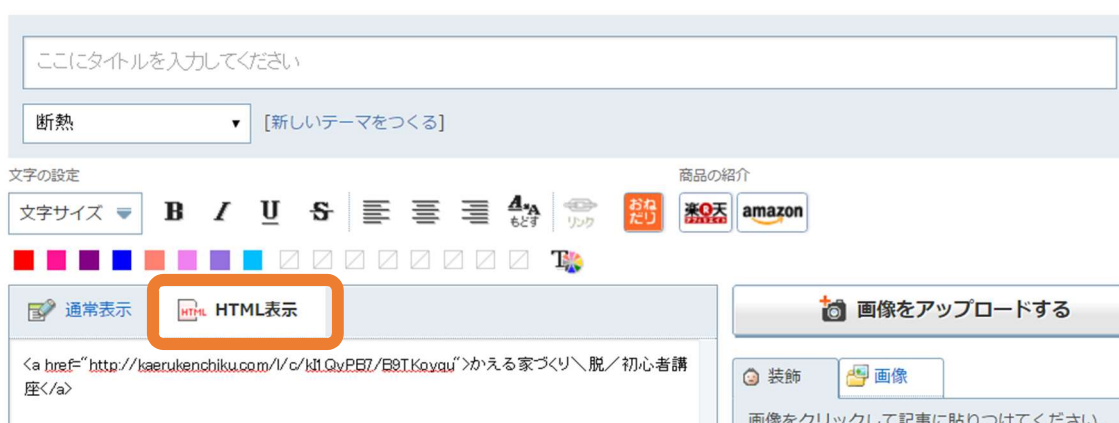 ここにタイトルを入力してください
断熱 ▼ [新しいテーマをつくる]
文字の設定 商品の紹介
文字サイズ B I U S もどす リンク おねだり 楽天 amazon
T
通常表示 HTML HTML表示 画像をアップロードする
<a href="http://kaerukenchiku.com/l/c/ >かえる家づくり＼脱／初心者講
座</a>
装飾 画像
画像をクリックして記事に貼りつけてください